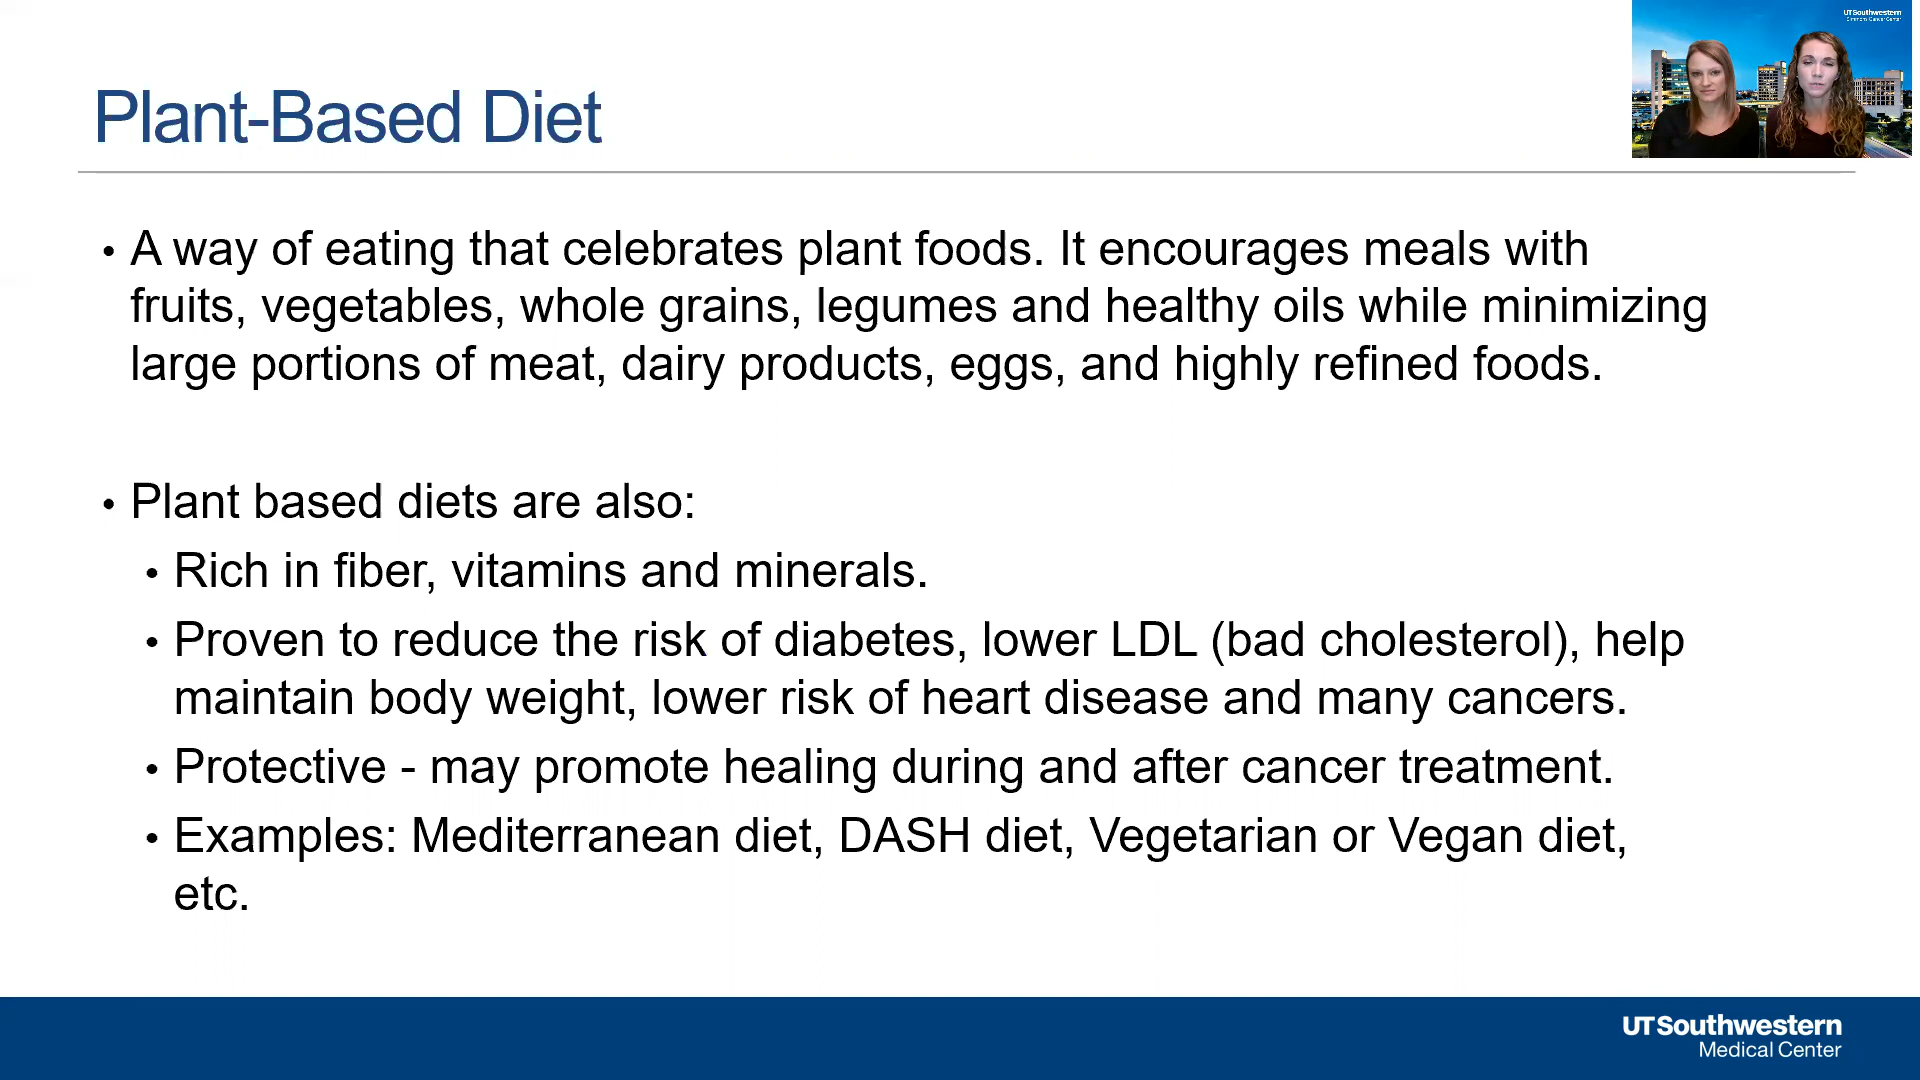 UTSouthwestern
Simmons Cancer Center
Plant-Based Diet
• A way of eating that celebrates plant foods. It encourages meals with
fruits, vegetables, whole grains, legumes and healthy oils while minimizing
large portions of meat, dairy products, eggs, and highly refined foods.
• Plant based diets are also:
• Rich in fiber, vitamins and minerals.
• Proven to reduce the risk of diabetes, lower LDL (bad cholesterol), help
maintain body weight, lower risk of heart disease and many cancers.
• Protective - may promote healing during and after cancer treatment.
• Examples: Mediterranean diet, DASH diet, Vegetarian or Vegan diet,
etc.
UTSouthwestern
Medical Center